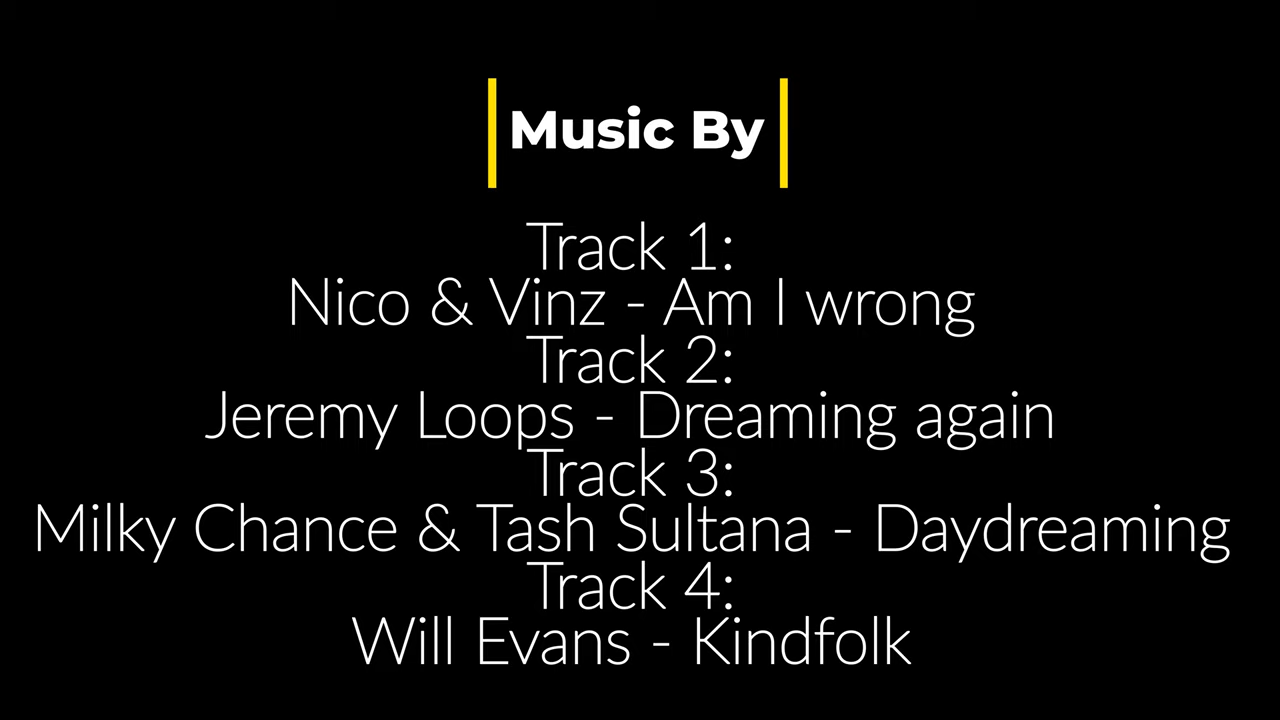 Music By
Track 1:
Nico & Vinz - Am I wrong
Track 2:
Jeremy Loops - Dreaming again
Track 3:
Milky Chance & Tash Sultana - Daydreaming
Track 4:
Will Evans - Kindfolk